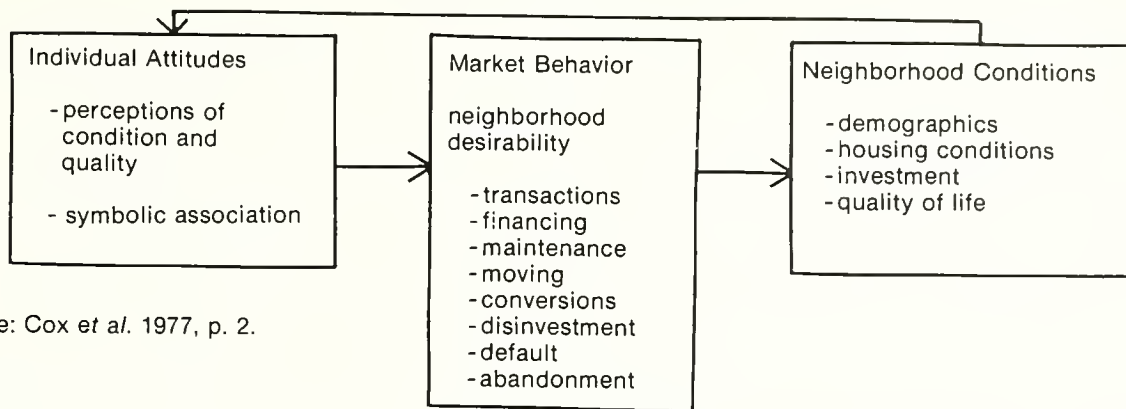 Individual Attitudes
-perceptions of
condition and
quality
- symbolic association
Market Behavior
neighborhood
desirability
-transactions
-financing
-maintenance
-moving
-conversions
-disinvestment
-default
-abandonment
Neighborhood Conditions
-demographics
-housing conditions
-investment
-quality of life
e: Cox et al. 1977, p. 2.